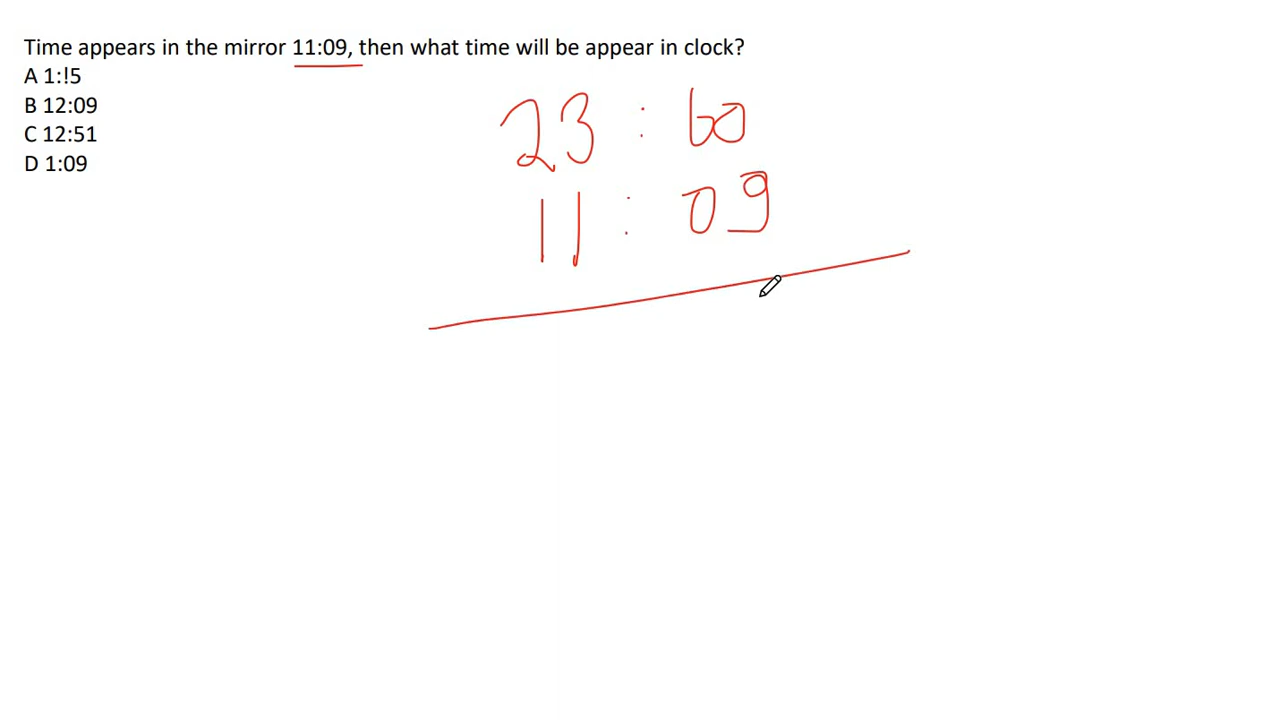 Time appears in the mirror 11:09, then what time will be appear in clock?
A 1:!5
B 12:09
C 12:51
D 1:09
23 : 60
11 : 09